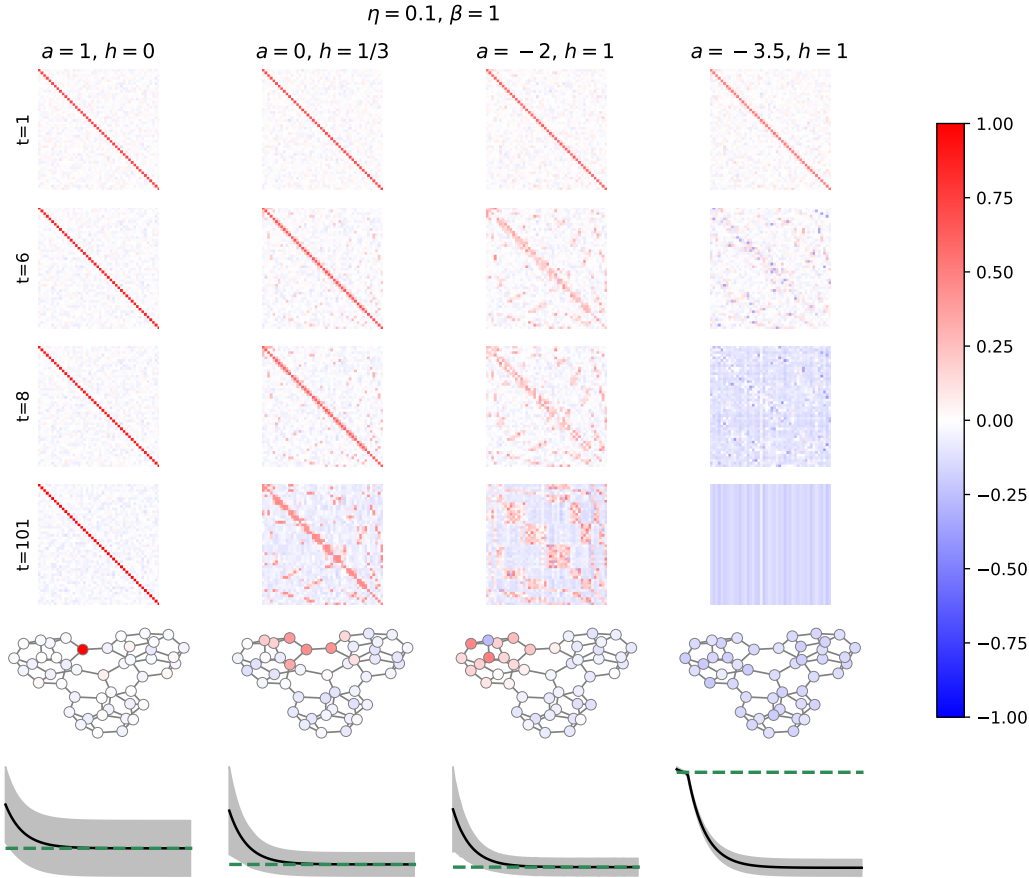 η = 0.1, β = 1
a = 1, h = 0
a = 0, h = 1/3
a = −2, h = 1
a = −3.5, h = 1
t=1
t=6
t=8
t=101
1.00
0.75
0.50
0.25
0.00
−0.25
−0.50
−0.75
−1.00